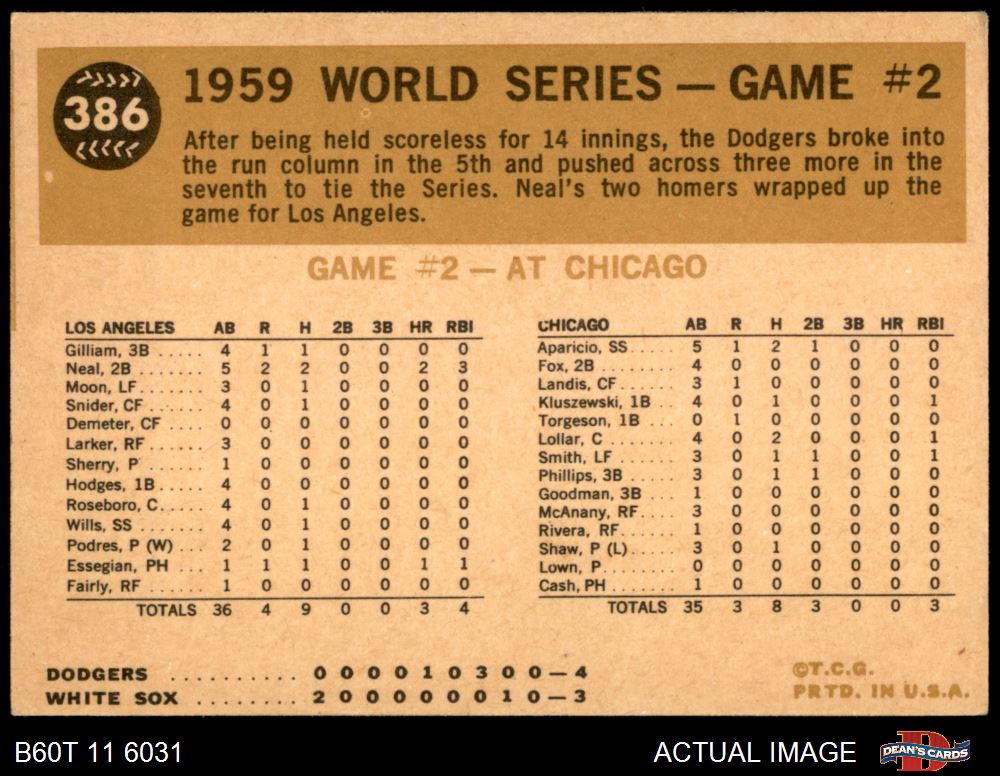 386
1959 WORLD SERIES — GAME #2
After being held scoreless for 14 innings, the Dodgers broke into
the run column in the 5th and pushed across three more in the
seventh to tie the Series. Neal's two homers wrapped up the
game for Los Angeles.
GAME #2 — AT CHICAGO
LOS ANGELES AB R H 2B 3B HR RBI
Gilliam, 3B ..... 4 1 1 0 0 0 0
Neal, 2B ....... 5 2 2 0 0 2 3
Moon, LF........ 3 0 1 0 0 0 0
Snider, CF ...... 4 0 1 0 0 0 0
Demeter, CF .... 0 0 0 0 0 0 0
Larker, RF ...... 3 0 0 0 0 0 0
Sherry, P ....... 1 0 0 0 0 0 0
Hodges, 1B ..... 4 0 0 0 0 0 0
Roseboro, C..... 4 0 1 0 0 0 0
Wills, SS ....... 4 0 1 0 0 0 0
Podres, P (W) ... 2 0 1 0 0 0 0
Essegian, PH ... 1 1 1 0 0 1 1
Fairly, RF ...... 1 0 0 0 0 0 0
TOTALS 36 4 9 0 0 3 4
CHICAGO AB R H 2B 3B HR RBI
Aparicio, SS..... 5 1 2 1 0 0 0
Fox, 2B ........ 4 0 0 0 0 0 0
Landis, CF...... 3 1 0 0 0 0 0
Kluszewski, 1B .. 4 0 1 0 0 0 1
Torgeson, 1B ... 0 1 0 0 0 0 0
Lollar, C ....... 4 0 2 0 0 0 1
Smith, LF ....... 3 0 1 1 0 0 1
Phillips, 3B ..... 3 0 1 1 0 0 0
Goodman, 3B ... 1 0 0 0 0 0 0
McAnany, RF.... 3 0 0 0 0 0 0
Rivera, RF...... 1 0 0 0 0 0 0
Shaw, P (L)...... 3 0 1 0 0 0 0
Lown, P......... 0 0 0 0 0 0 0
Cash, PH ....... 1 0 0 0 0 0 0
TOTALS 35 3 8 3 0 0 3
DODGERS .......... 0 0 0 0 1 0 3 0 0 — 4
WHITE SOX ........ 2 0 0 0 0 0 0 1 0 — 3
©T.C.G.
PRTD. IN U.S.A.
B60T 11 6031
ACTUAL IMAGE
D
DEAN'S CARDS